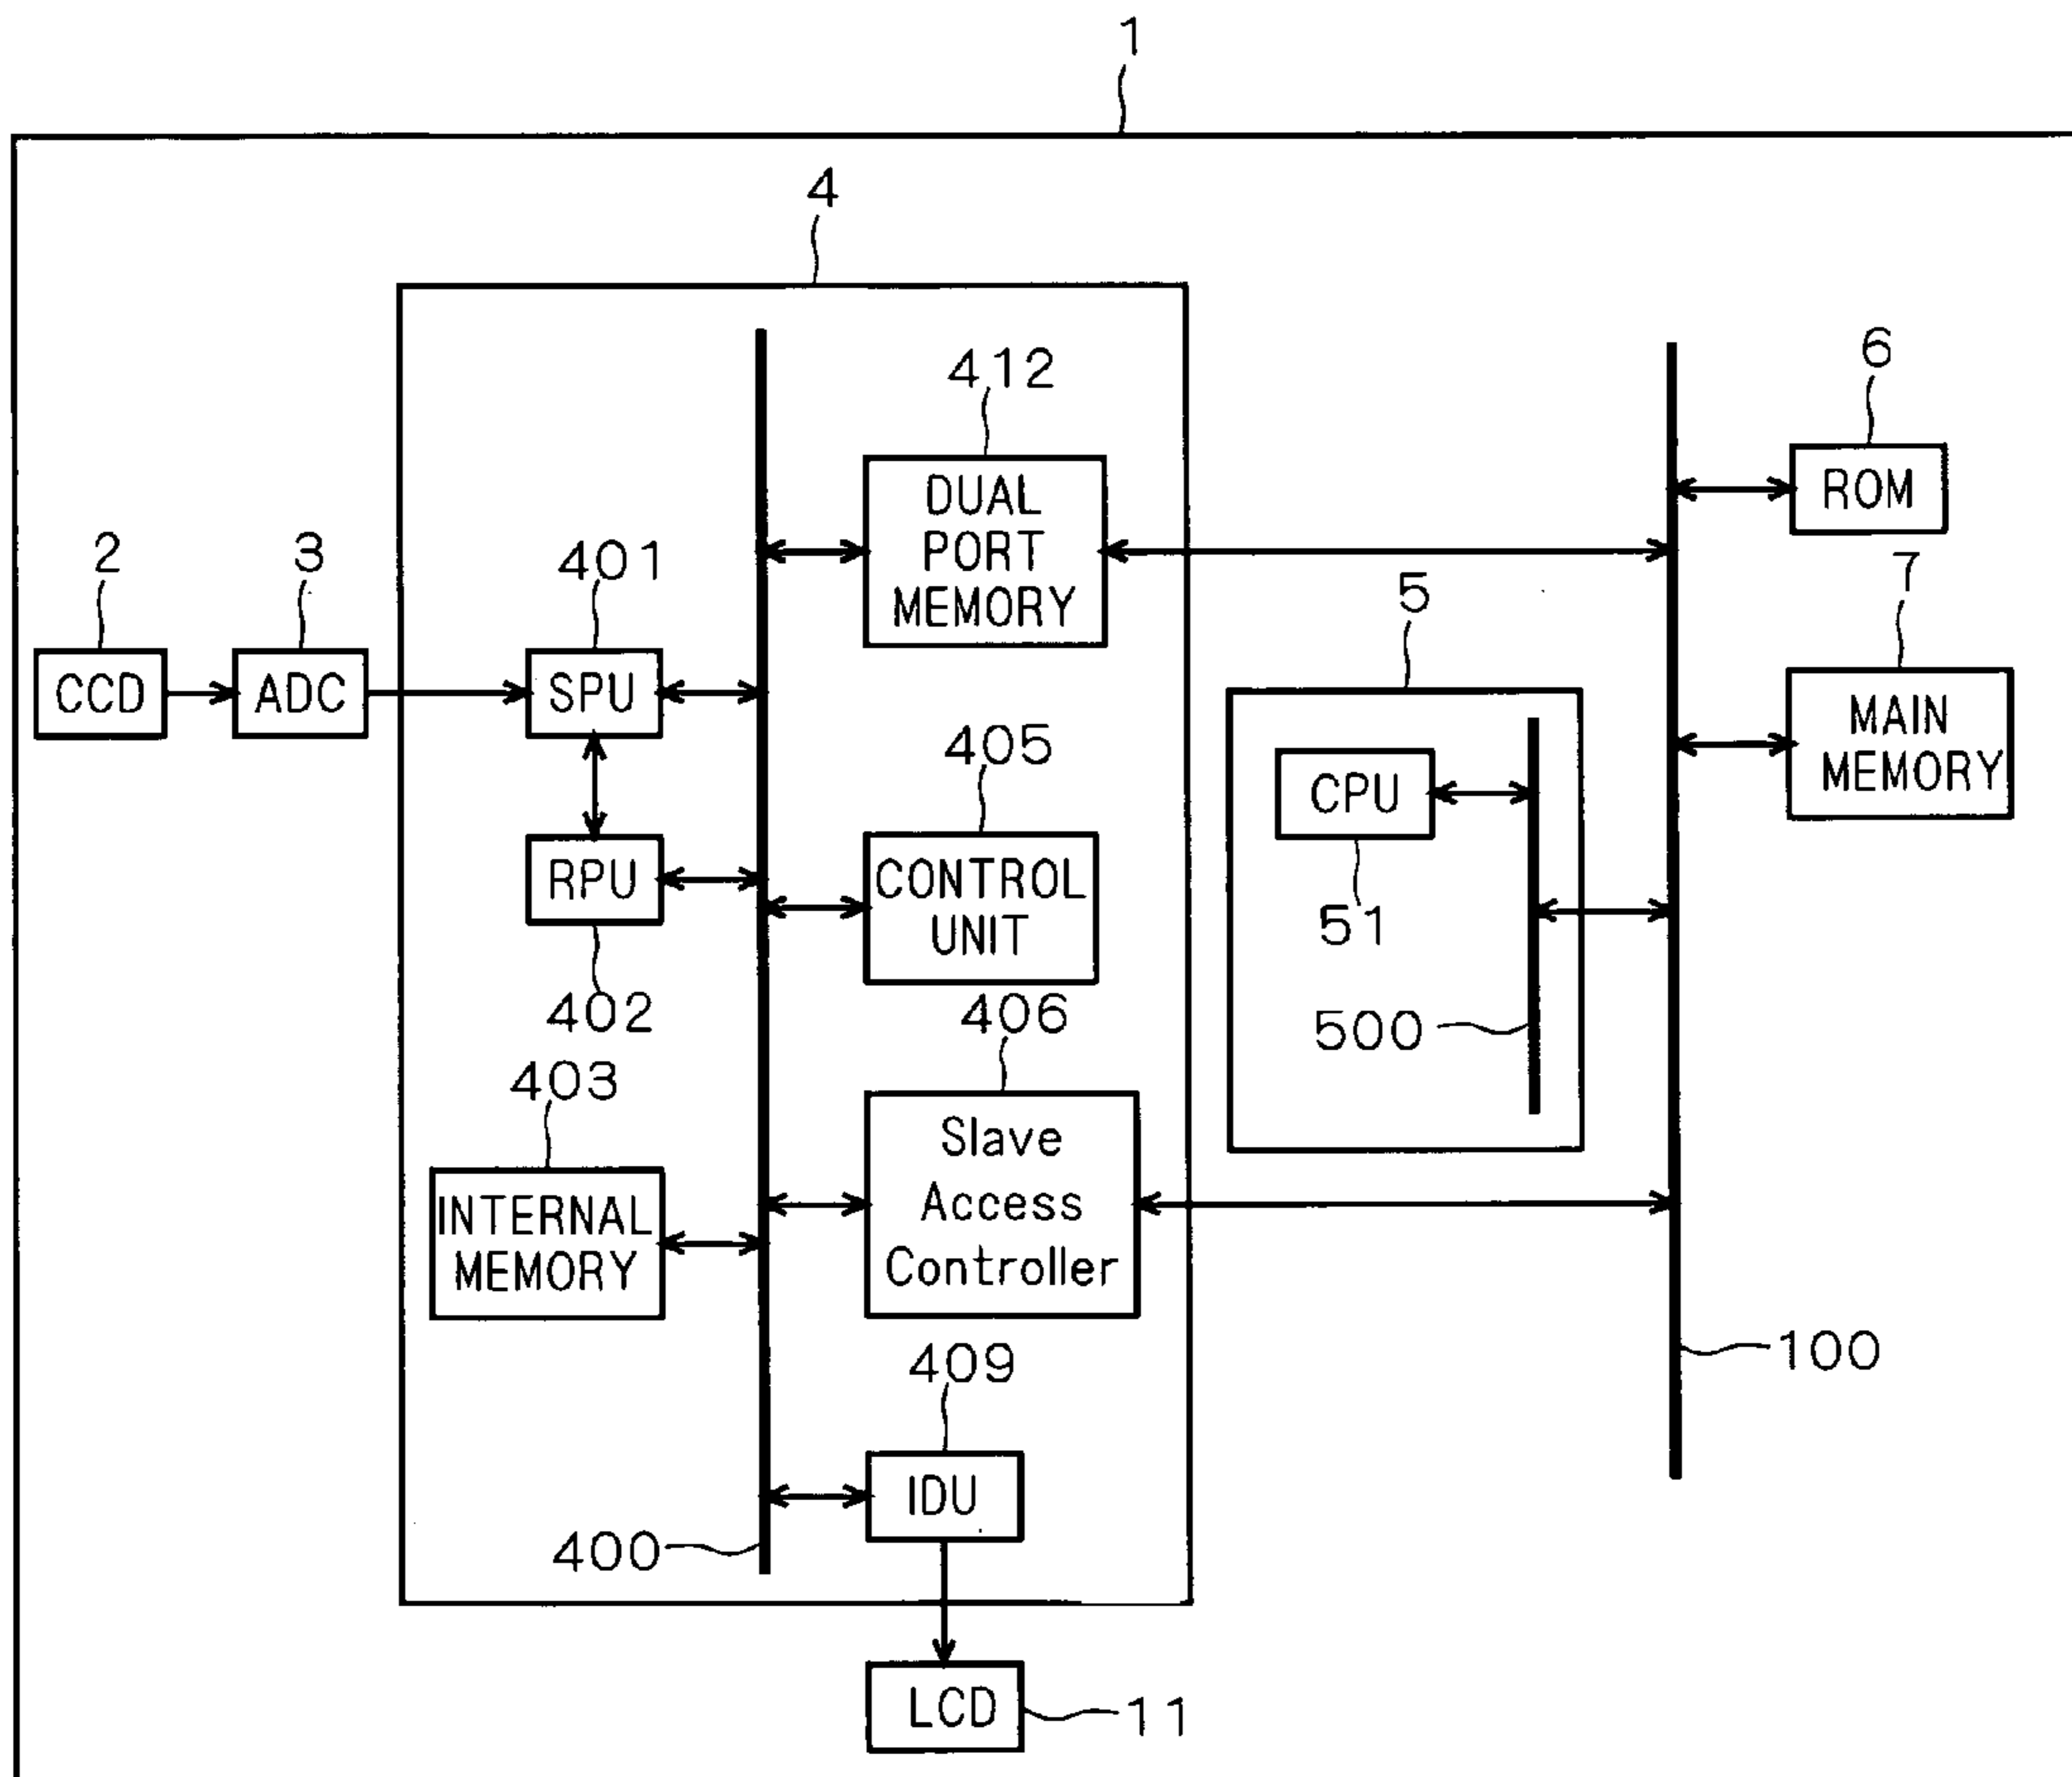 1
4
412
6
DUAL
PORT
MEMORY
ROM
2
3
401
5
7
CCD
ADC
SPU
405
MAIN
MEMORY
CPU
RPU
CONTROL
UNIT
51
402
406
500
403
Slave
Access
Controller
INTERNAL
MEMORY
409
100
IDU
400
LCD
11